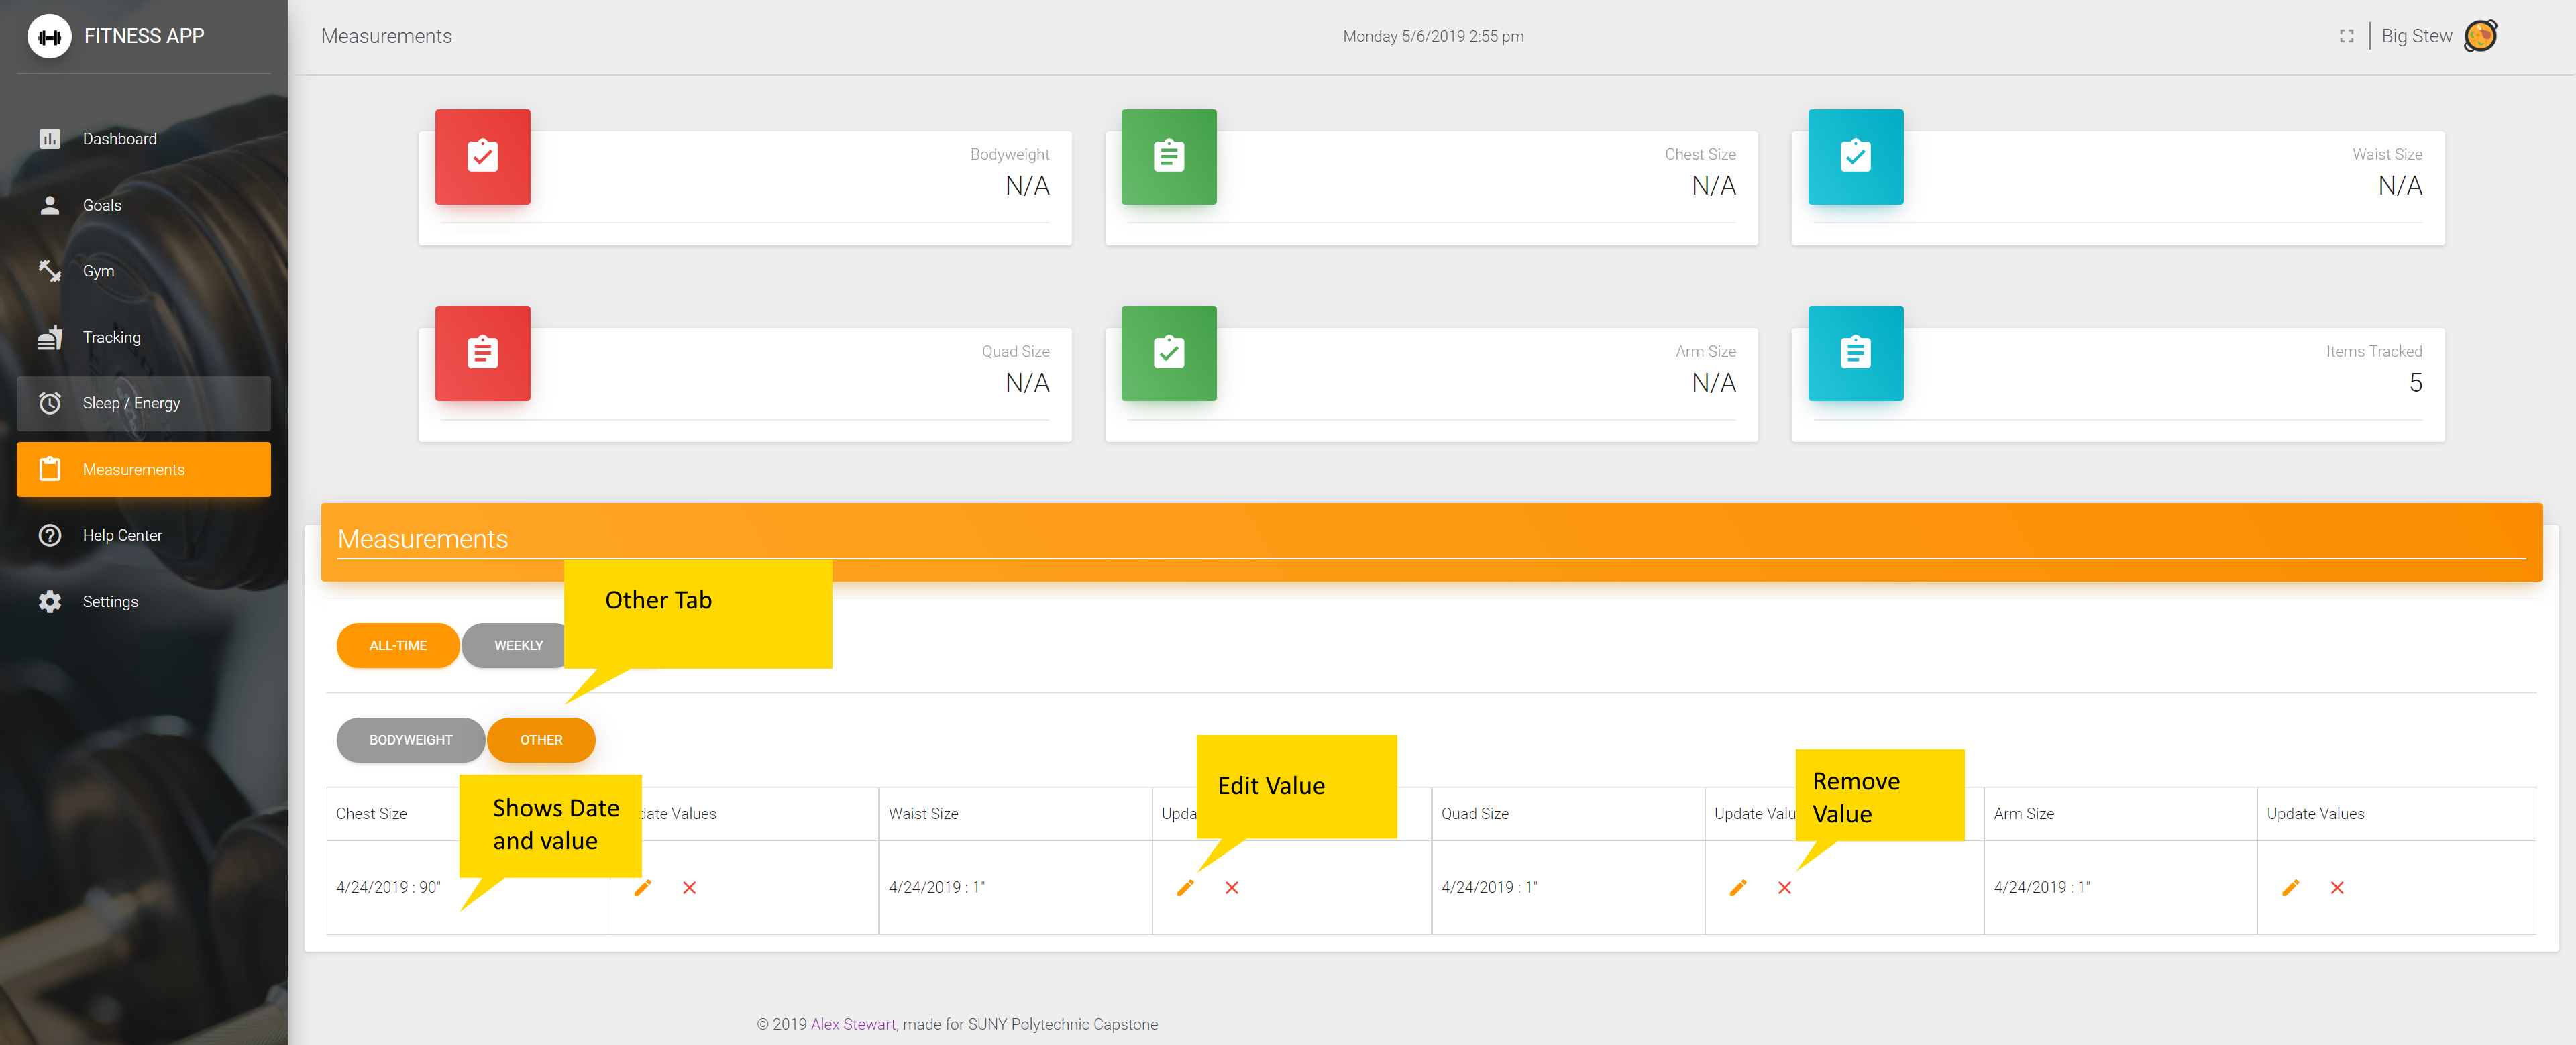 FITNESS APP
Measurements
Monday 5/6/2019 2:55 pm
Big Stew
Dashboard
Goals
Gym
Tracking
Sleep / Energy
Measurements
Help Center
Settings
Bodyweight
N/A
Chest Size
N/A
Waist Size
N/A
Quad Size
N/A
Arm Size
N/A
Items Tracked
5
Measurements
Other Tab
ALL-TIME
WEEKLY
BODYWEIGHT
OTHER
Shows Date
and value
Edit Value
Remove
Value
Chest Size
date Values
Waist Size
Upda
Quad Size
Update Valu
Arm Size
Update Values
4/24/2019 : 90"
4/24/2019 : 1"
4/24/2019 : 1"
4/24/2019 : 1"
© 2019 Alex Stewart, made for SUNY Polytechnic Capstone